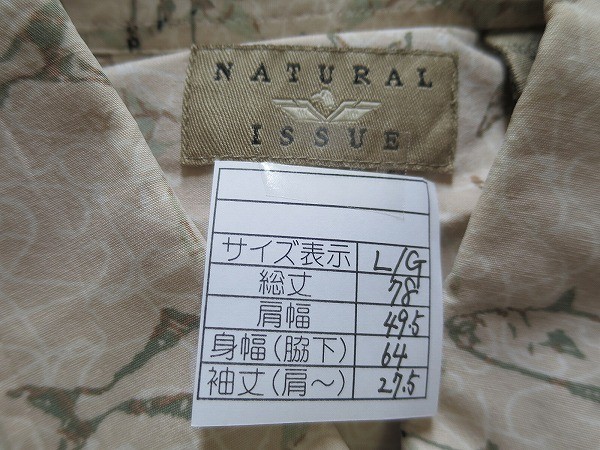 NATURAL
ISSUE
サイズ表示 L/G
総丈 78
肩幅 49.5
身幅(脇下) 64
袖丈(肩〜) 27.5